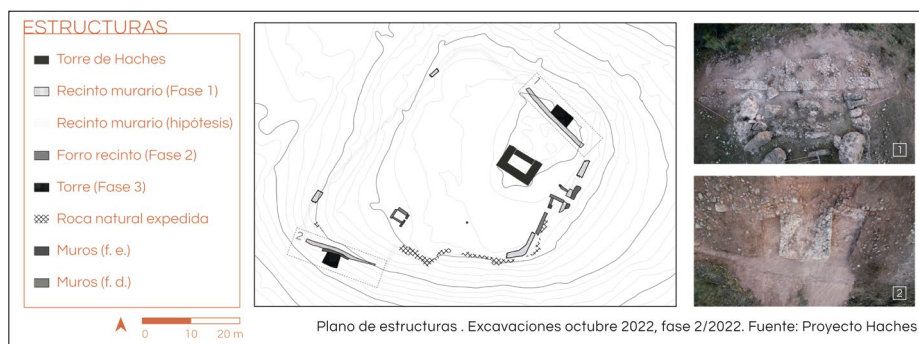 ESTRUCTURAS
Torre de Haches
Recinto murario (Fase 1)
Recinto murario (hipótesis)
Forro recinto (Fase 2)
Torre (Fase 3)
Roca natural expedida
Muros (f. e.)
Muros (f. d.)
0 10 20 m
1
2
1
2
Plano de estructuras . Excavaciones octubre 2022, fase 2/2022. Fuente: Proyecto Haches